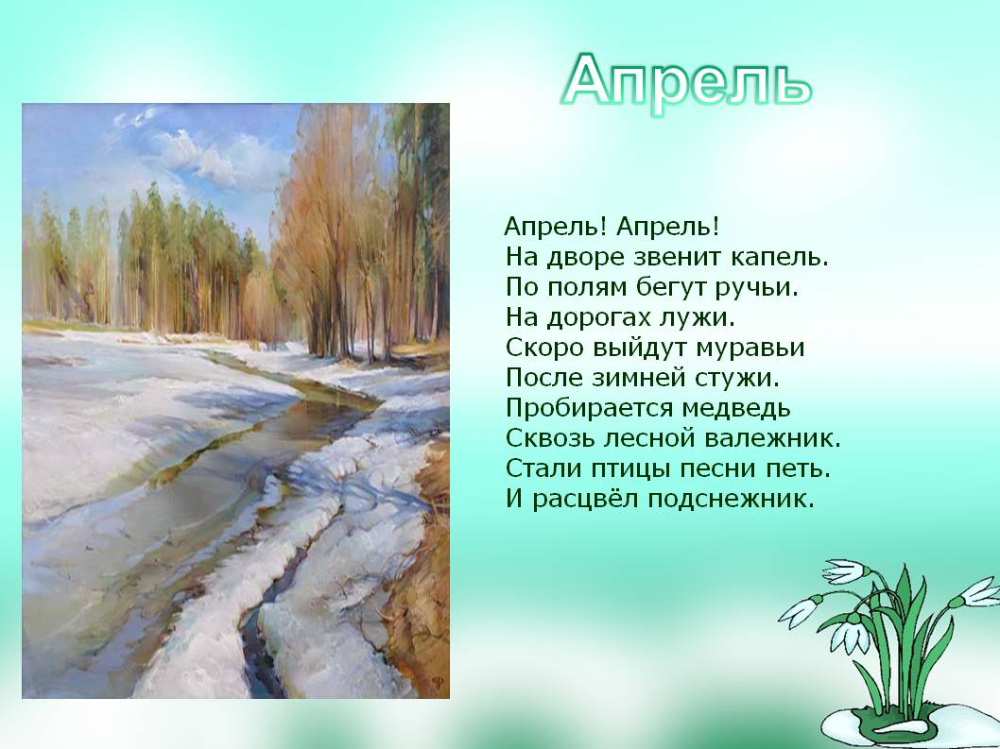 Апрель
Апрель! Апрель!
На дворе звенит капель.
По полям бегут ручьи.
На дорогах лужи.
Скоро выйдут муравьи
После зимней стужи.
Пробирается медведь
Сквозь лесной валежник.
Стали птицы песни петь.
И расцвёл подснежник.